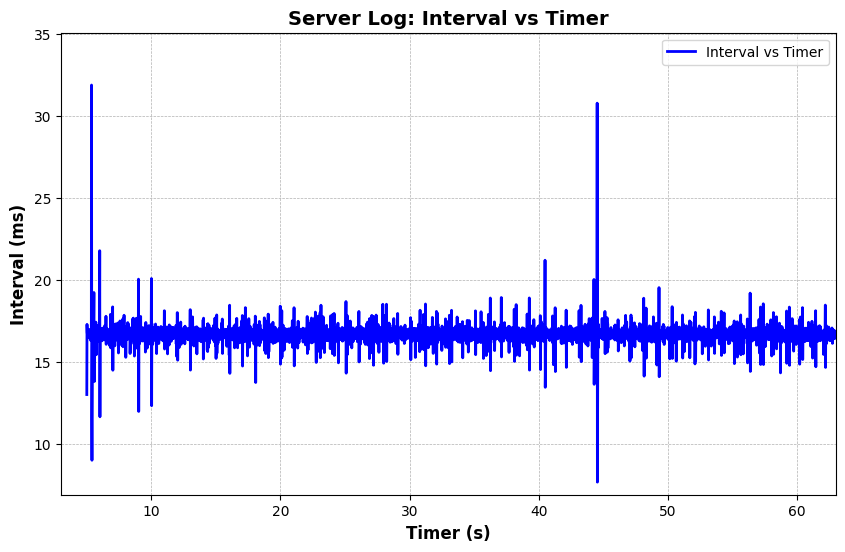 Server Log: Interval vs Timer
Interval vs Timer
35
30
25
20
15
10
Interval (ms)
10 20 30 40 50 60
Timer (s)